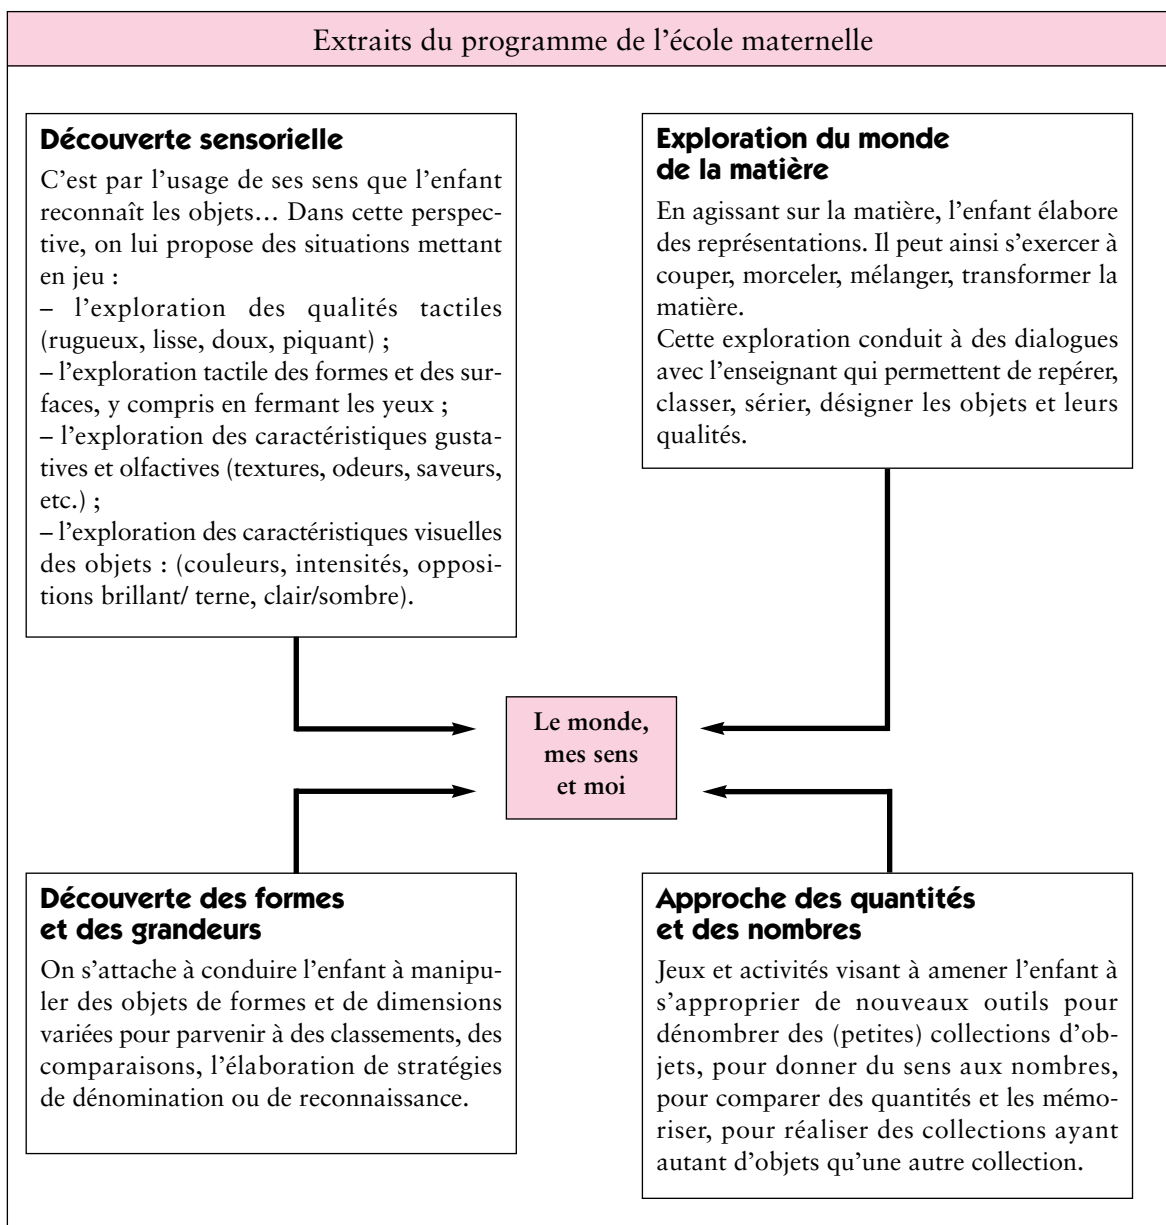 Extraits du programme de l’école maternelle
Découverte sensorielle
C’est par l’usage de ses sens que l’enfant
reconnaît les objets… Dans cette perspec-
tive, on lui propose des situations mettant
en jeu :
– l’exploration des qualités tactiles
(rugueux, lisse, doux, piquant) ;
– l’exploration tactile des formes et des sur-
faces, y compris en fermant les yeux ;
– l’exploration des caractéristiques gusta-
tives et olfactives (textures, odeurs, saveurs,
etc.) ;
– l’exploration des caractéristiques visuelles
des objets : (couleurs, intensités, opposi-
tions brillant/ terne, clair/sombre).
Exploration du monde
de la matière
En agissant sur la matière, l’enfant élabore
des représentations. Il peut ainsi s’exercer à
couper, morceler, mélanger, transformer la
matière.
Cette exploration conduit à des dialogues
avec l’enseignant qui permettent de repérer,
classer, sérier, désigner les objets et leurs
qualités.
Le monde,
mes sens
et moi
Découverte des formes
et des grandeurs
On s’attache à conduire l’enfant à manipu-
ler des objets de formes et de dimensions
variées pour parvenir à des classements, des
comparaisons, l’élaboration de stratégies
de dénomination ou de reconnaissance.
Approche des quantités
et des nombres
Jeux et activités visant à amener l’enfant à
s’approprier de nouveaux outils pour
dénombrer des (petites) collections d’ob-
jets, pour donner du sens aux nombres,
pour comparer des quantités et les mémo-
riser, pour réaliser des collections ayant
autant d’objets qu’une autre collection.